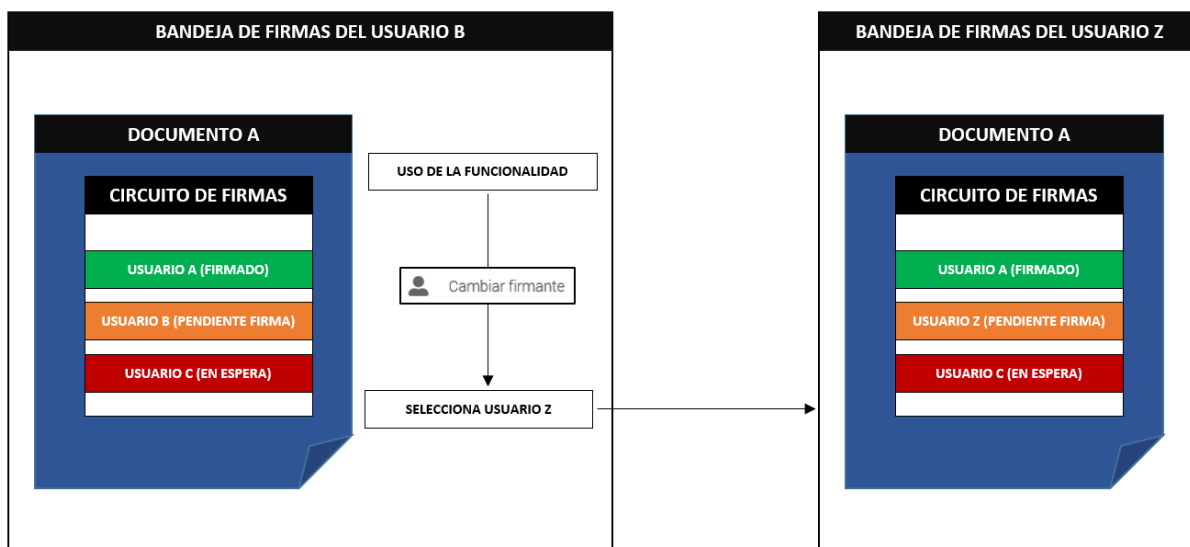 BANDEJA DE FIRMAS DEL USUARIO B
DOCUMENTO A
CIRCUITO DE FIRMAS
USUARIO A (FIRMADO)
USUARIO B (PENDIENTE FIRMA)
USUARIO C (EN ESPERA)
USO DE LA FUNCIONALIDAD
Cambiar firmante
SELECCIONA USUARIO Z
BANDEJA DE FIRMAS DEL USUARIO Z
DOCUMENTO A
CIRCUITO DE FIRMAS
USUARIO A (FIRMADO)
USUARIO Z (PENDIENTE FIRMA)
USUARIO C (EN ESPERA)